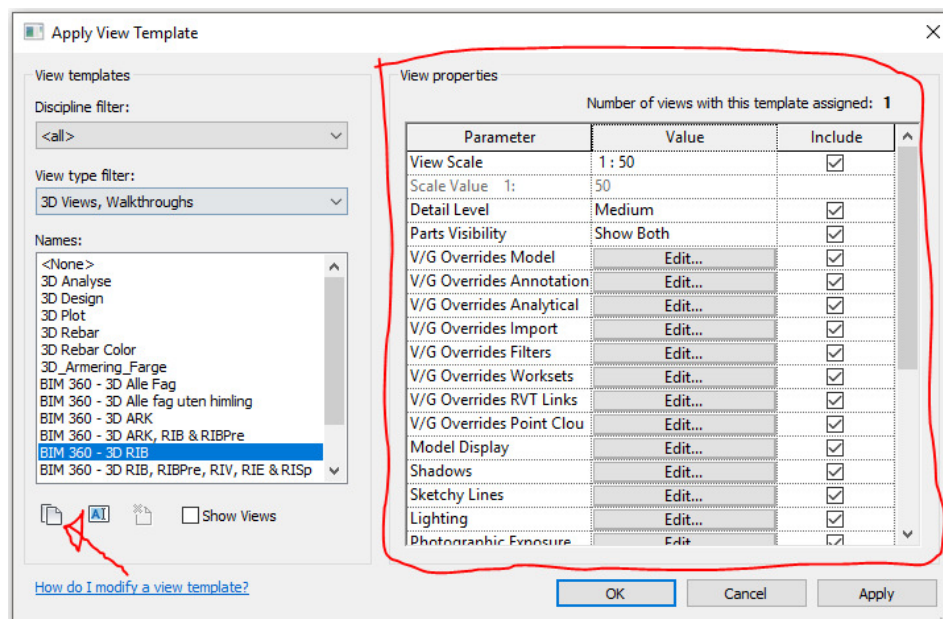 Apply View Template
View templates
Discipline filter:
<all>
View type filter:
3D Views, Walkthroughs
Names:
<None>
3D Analyse
3D Design
3D Plot
3D Rebar
3D Rebar Color
3D_Armering_Farge
BIM 360 - 3D Alle Fag
BIM 360 - 3D Alle fag uten himling
BIM 360 - 3D ARK
BIM 360 - 3D ARK, RIB & RIBPre
BIM 360 - 3D RIB
BIM 360 - 3D RIB, RIBPre, RIV, RIE & RISp
AI
Show Views
How do I modify a view template?
View properties
Number of views with this template assigned: 1
Parameter Value Include
View Scale 1 : 50
Scale Value 1: 50
Detail Level Medium
Parts Visibility Show Both
V/G Overrides Model Edit...
V/G Overrides Annotation Edit...
V/G Overrides Analytical Edit...
V/G Overrides Import Edit...
V/G Overrides Filters Edit...
V/G Overrides Worksets Edit...
V/G Overrides RVT Links Edit...
V/G Overrides Point Clou Edit...
Model Display Edit...
Shadows Edit...
Sketchy Lines Edit...
Lighting Edit...
Photographic Exposure Edit
OK Cancel Apply